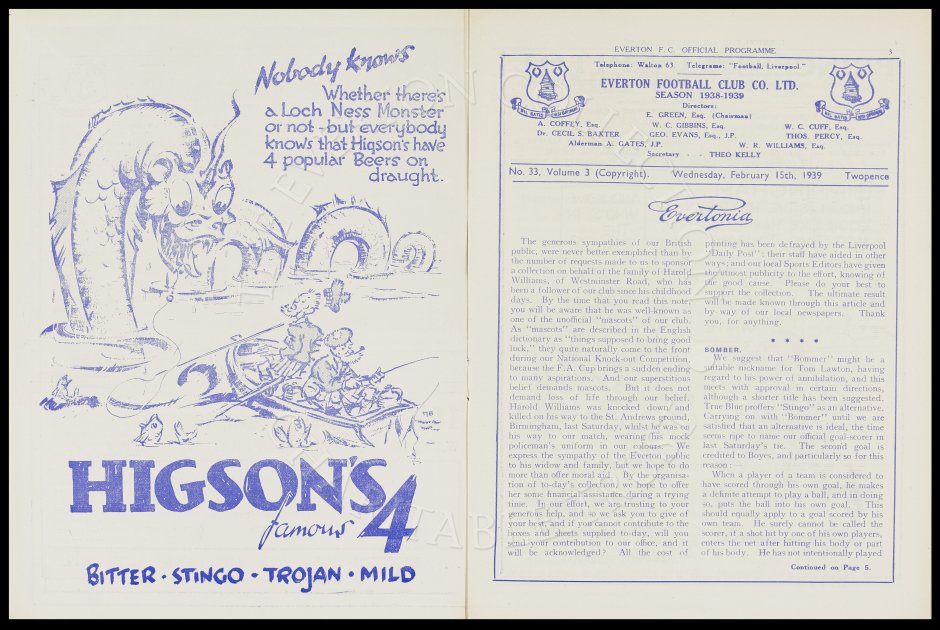 Nobody knows
Whether there's
a Loch Ness Monster
or not - but everybody
knows that Higson's have
4 popular Beers on
draught.
HIGSON'S
famous 4
BITTER · STINGO · TROJAN · MILD
EVERTON F.C. OFFICIAL PROGRAMME 3
Telephone: Walton 63. Telegrams: "Football, Liverpool."
EVERTON FOOTBALL CLUB CO. LTD.
SEASON 1938-1939
Directors:
E. GREEN, Esq. (Chairman)
A. COFFEY, Esq. W. C. GIBBINS, Esq. W. C. CUFF, Esq.
Dr. CECIL S. BAXTER GEO. EVANS, Esq., J.P. THOS. PERCY, Esq.
Alderman A. GATES, J.P. W. R. WILLIAMS, Esq.
Secretary - - THEO KELLY
No. 33, Volume 3 (Copyright). Wednesday, February 15th, 1939 Twopence
Evertonia
The generous sympathies of our British
public, were never better exemplified than by
the number of requests made to us to sponsor
a collection on behalf of the family of Harold
Williams, of Westminster Road, who has
been a follower of our club since his childhood
days. By the time that you read this note,
you will be aware that he was well-known as
one of the unofficial "mascots" of our club.
As "mascots" are described in the English
dictionary as "things supposed to bring good
luck," they quite naturally come to the front
during our National Knock-out Competition,
because the F.A. Cup brings a sudden ending
to many aspirations. And our superstitious
belief demands mascots. But it does not
demand loss of life through our belief.
Harold Williams was knocked down and
killed on his way to the St. Andrews ground,
Birmingham, last Saturday, whilst he was on
his way to our match, wearing his mock
policeman's uniform in our colours. We
express the sympathy of the Everton public
to his widow and family, but we hope to do
more than offer moral aid. By the organisa-
tion of to-day's collection, we hope to offer
her some financial assistance during a trying
time. In our effort, we are trusting to your
generous help, and so we ask you to give of
your best, and if you cannot contribute to the
boxes and sheets supplied to-day, will you
send your contribution to our office, and it
will be acknowledged? All the cost of
printing has been defrayed by the Liverpool
"Daily Post"; their staff have aided in other
ways; and our local Sports Editors have given
the utmost publicity to the effort, knowing of
the good cause. Please do your best to
support the collection. The ultimate result
will be made known through this article and
by way of our local newspapers. Thank
you, for anything.
* * * *
BOMBER.
We suggest that "Bommer" might be a
suitable nickname for Tom Lawton, having
regard to his power of annihilation, and this
meets with approval in certain directions,
although a shorter title has been suggested.
True Blue proffers "Stingo" as an alternative.
Carrying on with "Bommer" until we are
satisfied that an alternative is ideal, the time
seems ripe to name our official goal-scorer in
last Saturday's tie. The second goal is
credited to Boyes, and particularly so for this
reason:—
When a player of a team is considered to
have scored through his own goal, he makes
a definite attempt to play a ball, and in doing
so, puts the ball into his own goal. This
should equally apply to a goal scored by his
own team. He surely cannot be called the
scorer, if a shot hit by one of his own players,
enters the net after hitting his body or part
of his body. He has not intentionally played
Continued on Page 5.